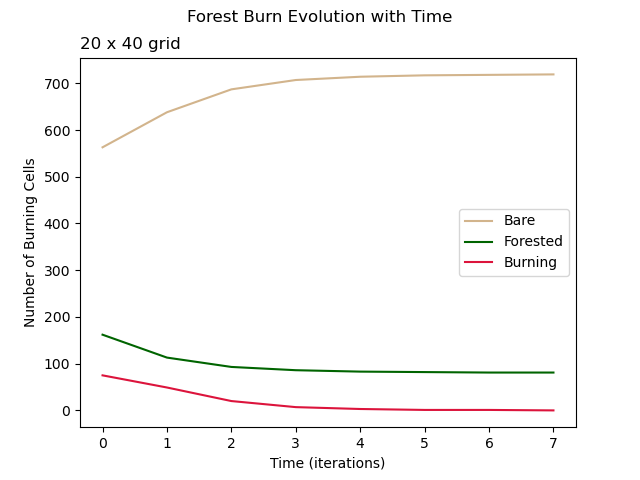 Forest Burn Evolution with Time
20 x 40 grid
Number of Burning Cells
700
600
500
400
300
200
100
0
Bare
Forested
Burning
0 1 2 3 4 5 6 7
Time (iterations)